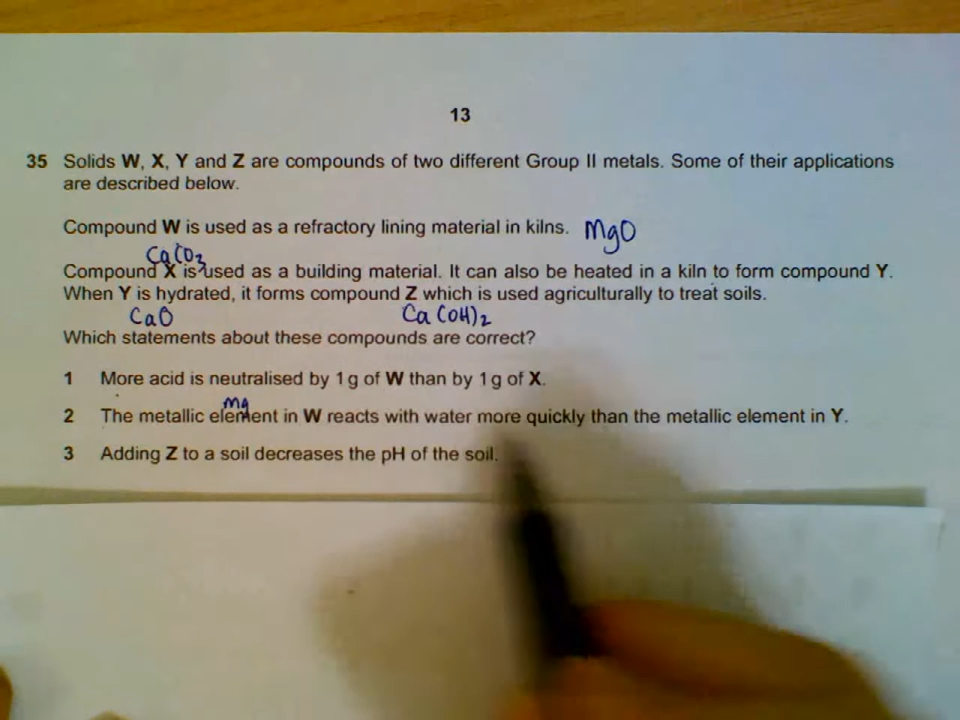 13
35 Solids W, X, Y and Z are compounds of two different Group II metals. Some of their applications
are described below.
Compound W is used as a refractory lining material in kilns. MgO
CaCO3
Compound X is used as a building material. It can also be heated in a kiln to form compound Y.
When Y is hydrated, it forms compound Z which is used agriculturally to treat soils.
CaO Ca(OH)2
Which statements about these compounds are correct?
1 More acid is neutralised by 1 g of W than by 1 g of X.
Mg
2 The metallic element in W reacts with water more quickly than the metallic element in Y.
3 Adding Z to a soil decreases the pH of the soil.